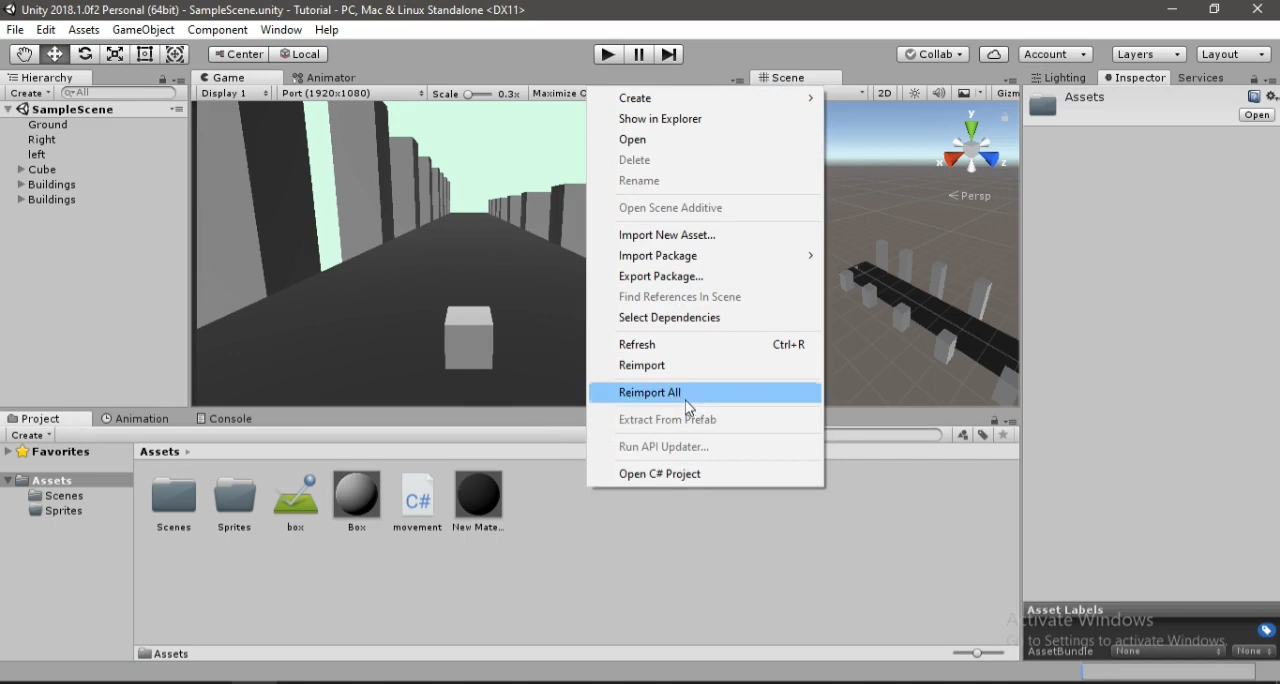 Unity 2018.1.0f2 Personal (64bit) - SampleScene.unity - Tutorial - PC, Mac & Linux Standalone <DX11>
File Edit Assets GameObject Component Window Help
Center Local Collab Account Layers Layout
Hierarchy Game Animator Scene Lighting Inspector Services
Create All Display 1 Port (1920x1080) Scale 0.3x Maximize 2D Gizm
SampleScene
Ground
Right
left
Cube
Buildings
Buildings
Create
Show in Explorer
Open
Delete
Rename
Open Scene Additive
Import New Asset...
Import Package
Export Package...
Find References In Scene
Select Dependencies
Refresh Ctrl+R
Reimport
Reimport All
Extract From Prefab
Run API Updater...
Open C# Project
y
x z
Persp
Assets
Open
Project Animation Console
Create
Favorites
Assets
Scenes
Sprites
Assets
C#
Scenes Sprites box Box movement New Mate...
Assets
Asset Labels
Activate Windows
to Settings to activate Windows.
AssetBundle None None